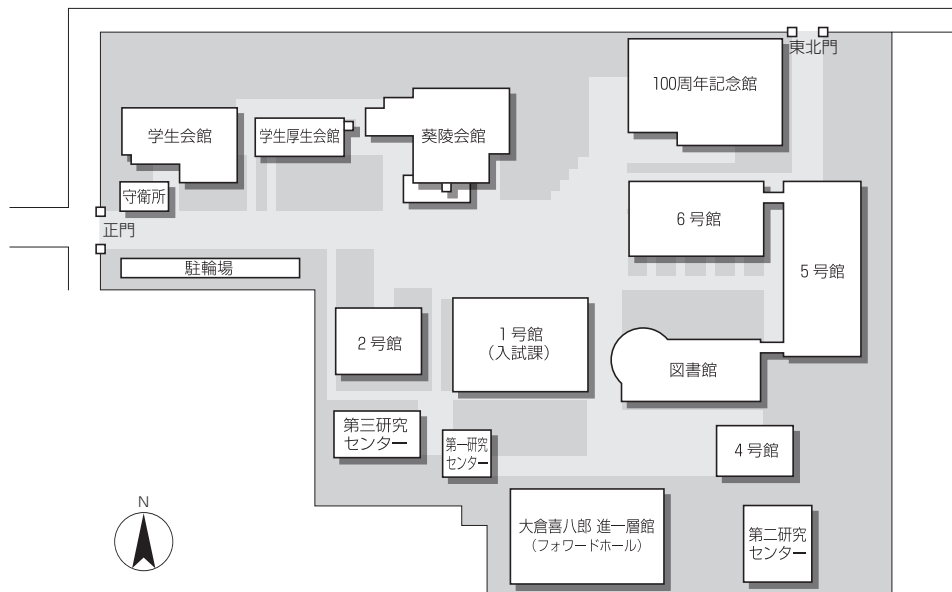 東北門
100周年記念館
葵陵会館
学生会館
学生厚生会館
守衛所
6号館
正門
5号館
駐輪場
1号館
(入試課)
2号館
図書館
第三研究
センター
第一研究
センター
4号館
N
大倉喜八郎 進一層館
(フォワードホール)
第二研究
センター